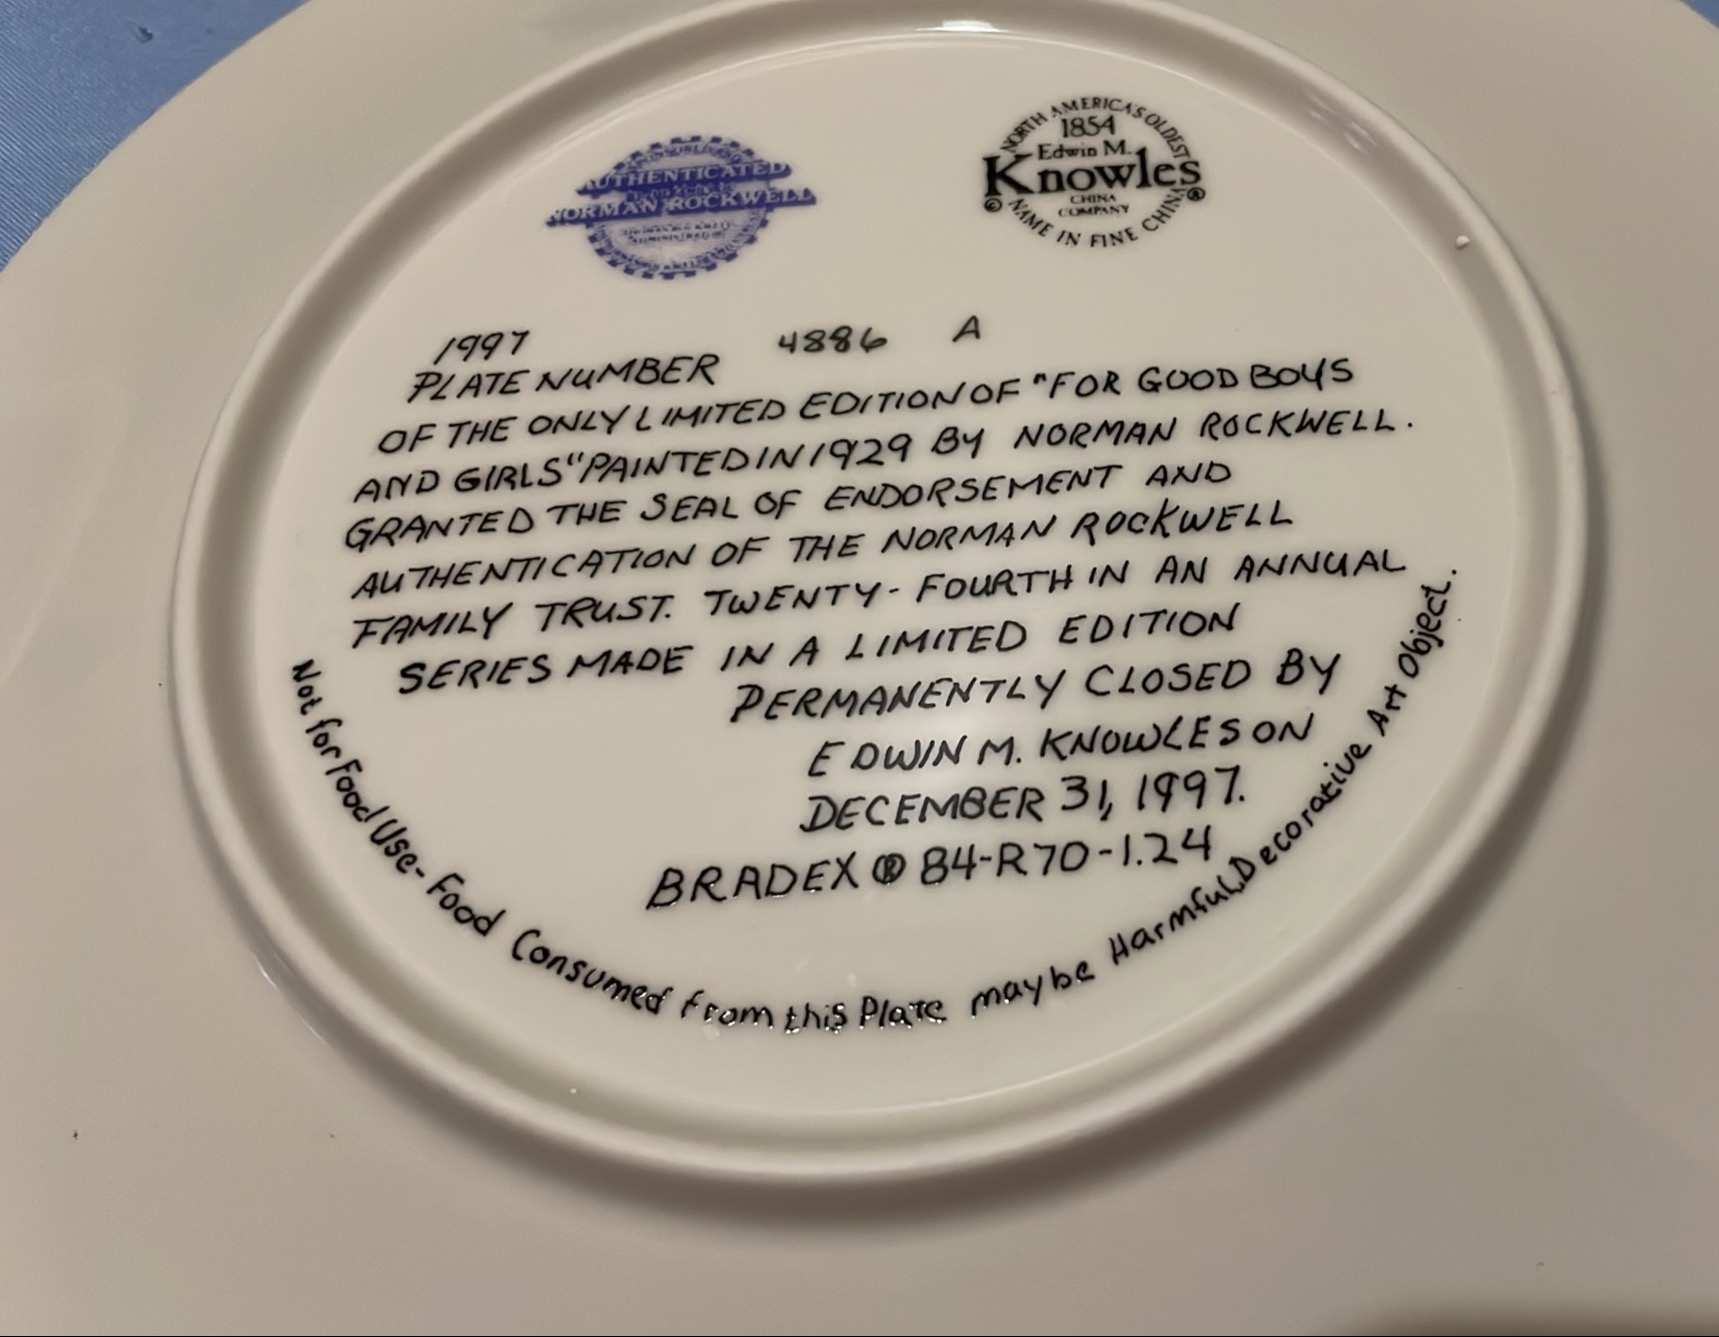 AUTHENTICATED
NORMAN ROCKWELL
NORTH AMERICA'S OLDEST
1854
Edwin M.
Knowles
CHINA
COMPANY
© ®
NAME IN FINE CHINA
1997
PLATE NUMBER 4886 A
OF THE ONLY LIMITED EDITION OF "FOR GOOD BOYS
AND GIRLS" PAINTED IN 1929 BY NORMAN ROCKWELL.
GRANTED THE SEAL OF ENDORSEMENT AND
AUTHENTICATION OF THE NORMAN ROCKWELL
FAMILY TRUST. TWENTY-FOURTH IN AN ANNUAL
SERIES MADE IN A LIMITED EDITION
PERMANENTLY CLOSED BY
EDWIN M. KNOWLES ON
DECEMBER 31, 1997.
BRADEX ® 84-R70-1.24
Not for Food Use- Food Consumed from this Plate maybe Harmful, Decorative Art Object.